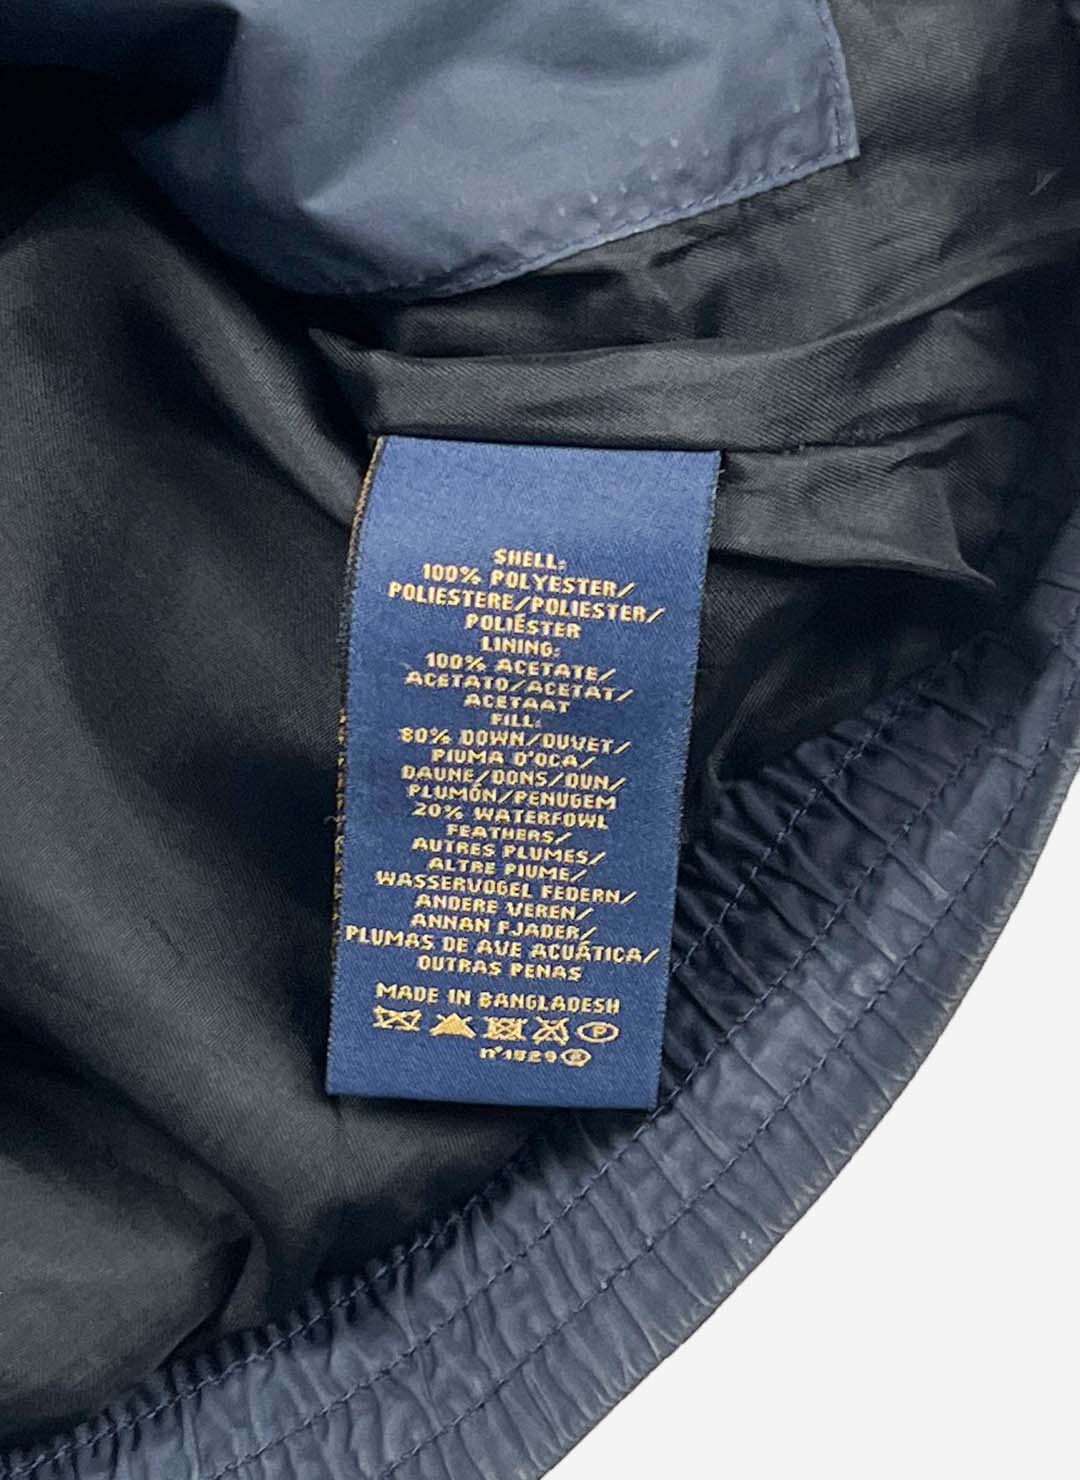 SHELL:
100% POLYESTER/
POLIESTERE/POLIESTER/
POLIÉSTER
LINING:
100% ACETATE/
ACETATO/ACETAT/
ACETAAT
FILL:
80% DOWN/DUVET/
PIUMA D'OCA/
DAUNE/DONS/DUN/
PLUMÓN/PENUGEM
20% WATERFOWL
FEATHERS/
AUTRES PLUMES/
ALTRE PIUME/
WASSERVOGEL FEDERN/
ANDERE VEREN/
ANNAN FJADER/
PLUMAS DE AVE ACUÁTICA/
OUTRAS PENAS
MADE IN BANGLADESH
P
n°1529 P